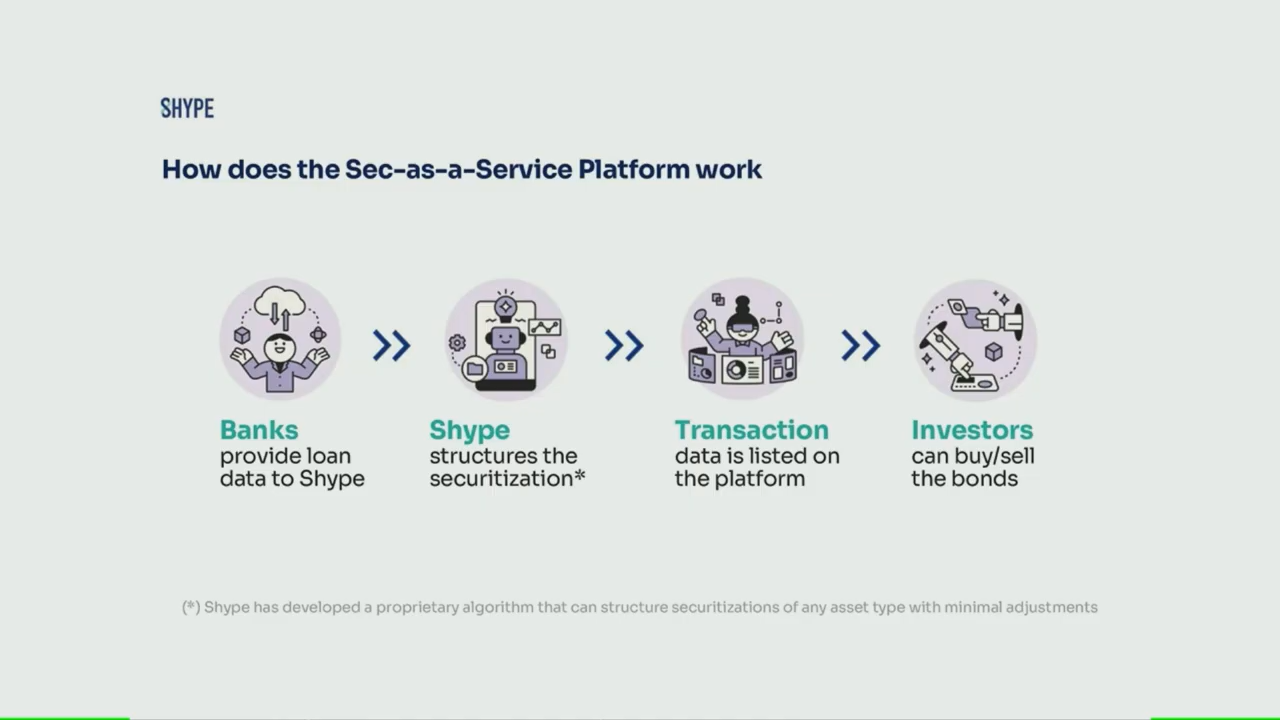 SHYPE
How does the Sec-as-a-Service Platform work
Banks
provide loan
data to Shype
Shype
structures the
securitization*
Transaction
data is listed on
the platform
Investors
can buy/sell
the bonds
(*) Shype has developed a proprietary algorithm that can structure securitizations of any asset type with minimal adjustments